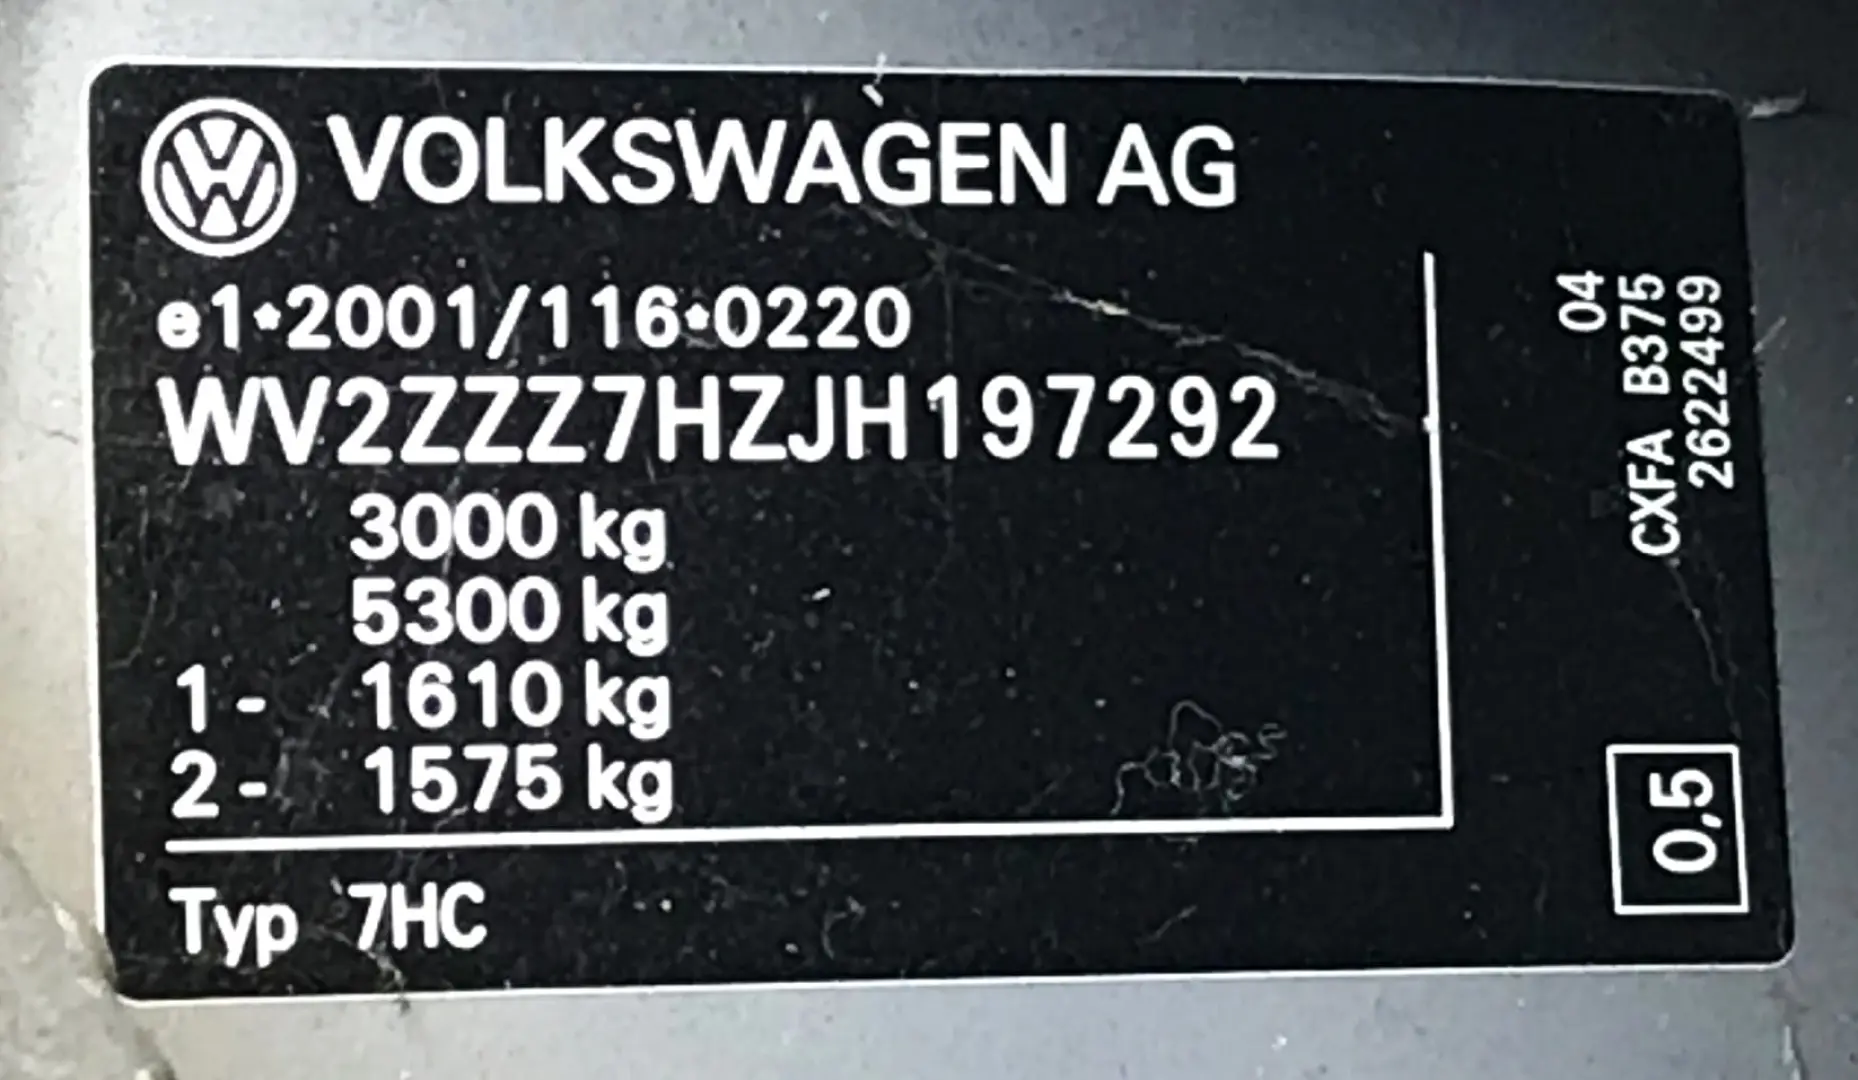 VOLKSWAGEN AG
e1*2001/116*0220
WV2ZZZ7HZJH197292
3000 kg
5300 kg
1- 1610 kg
2- 1575 kg
Typ 7HC
04
CXFA B375
2622499
0,5